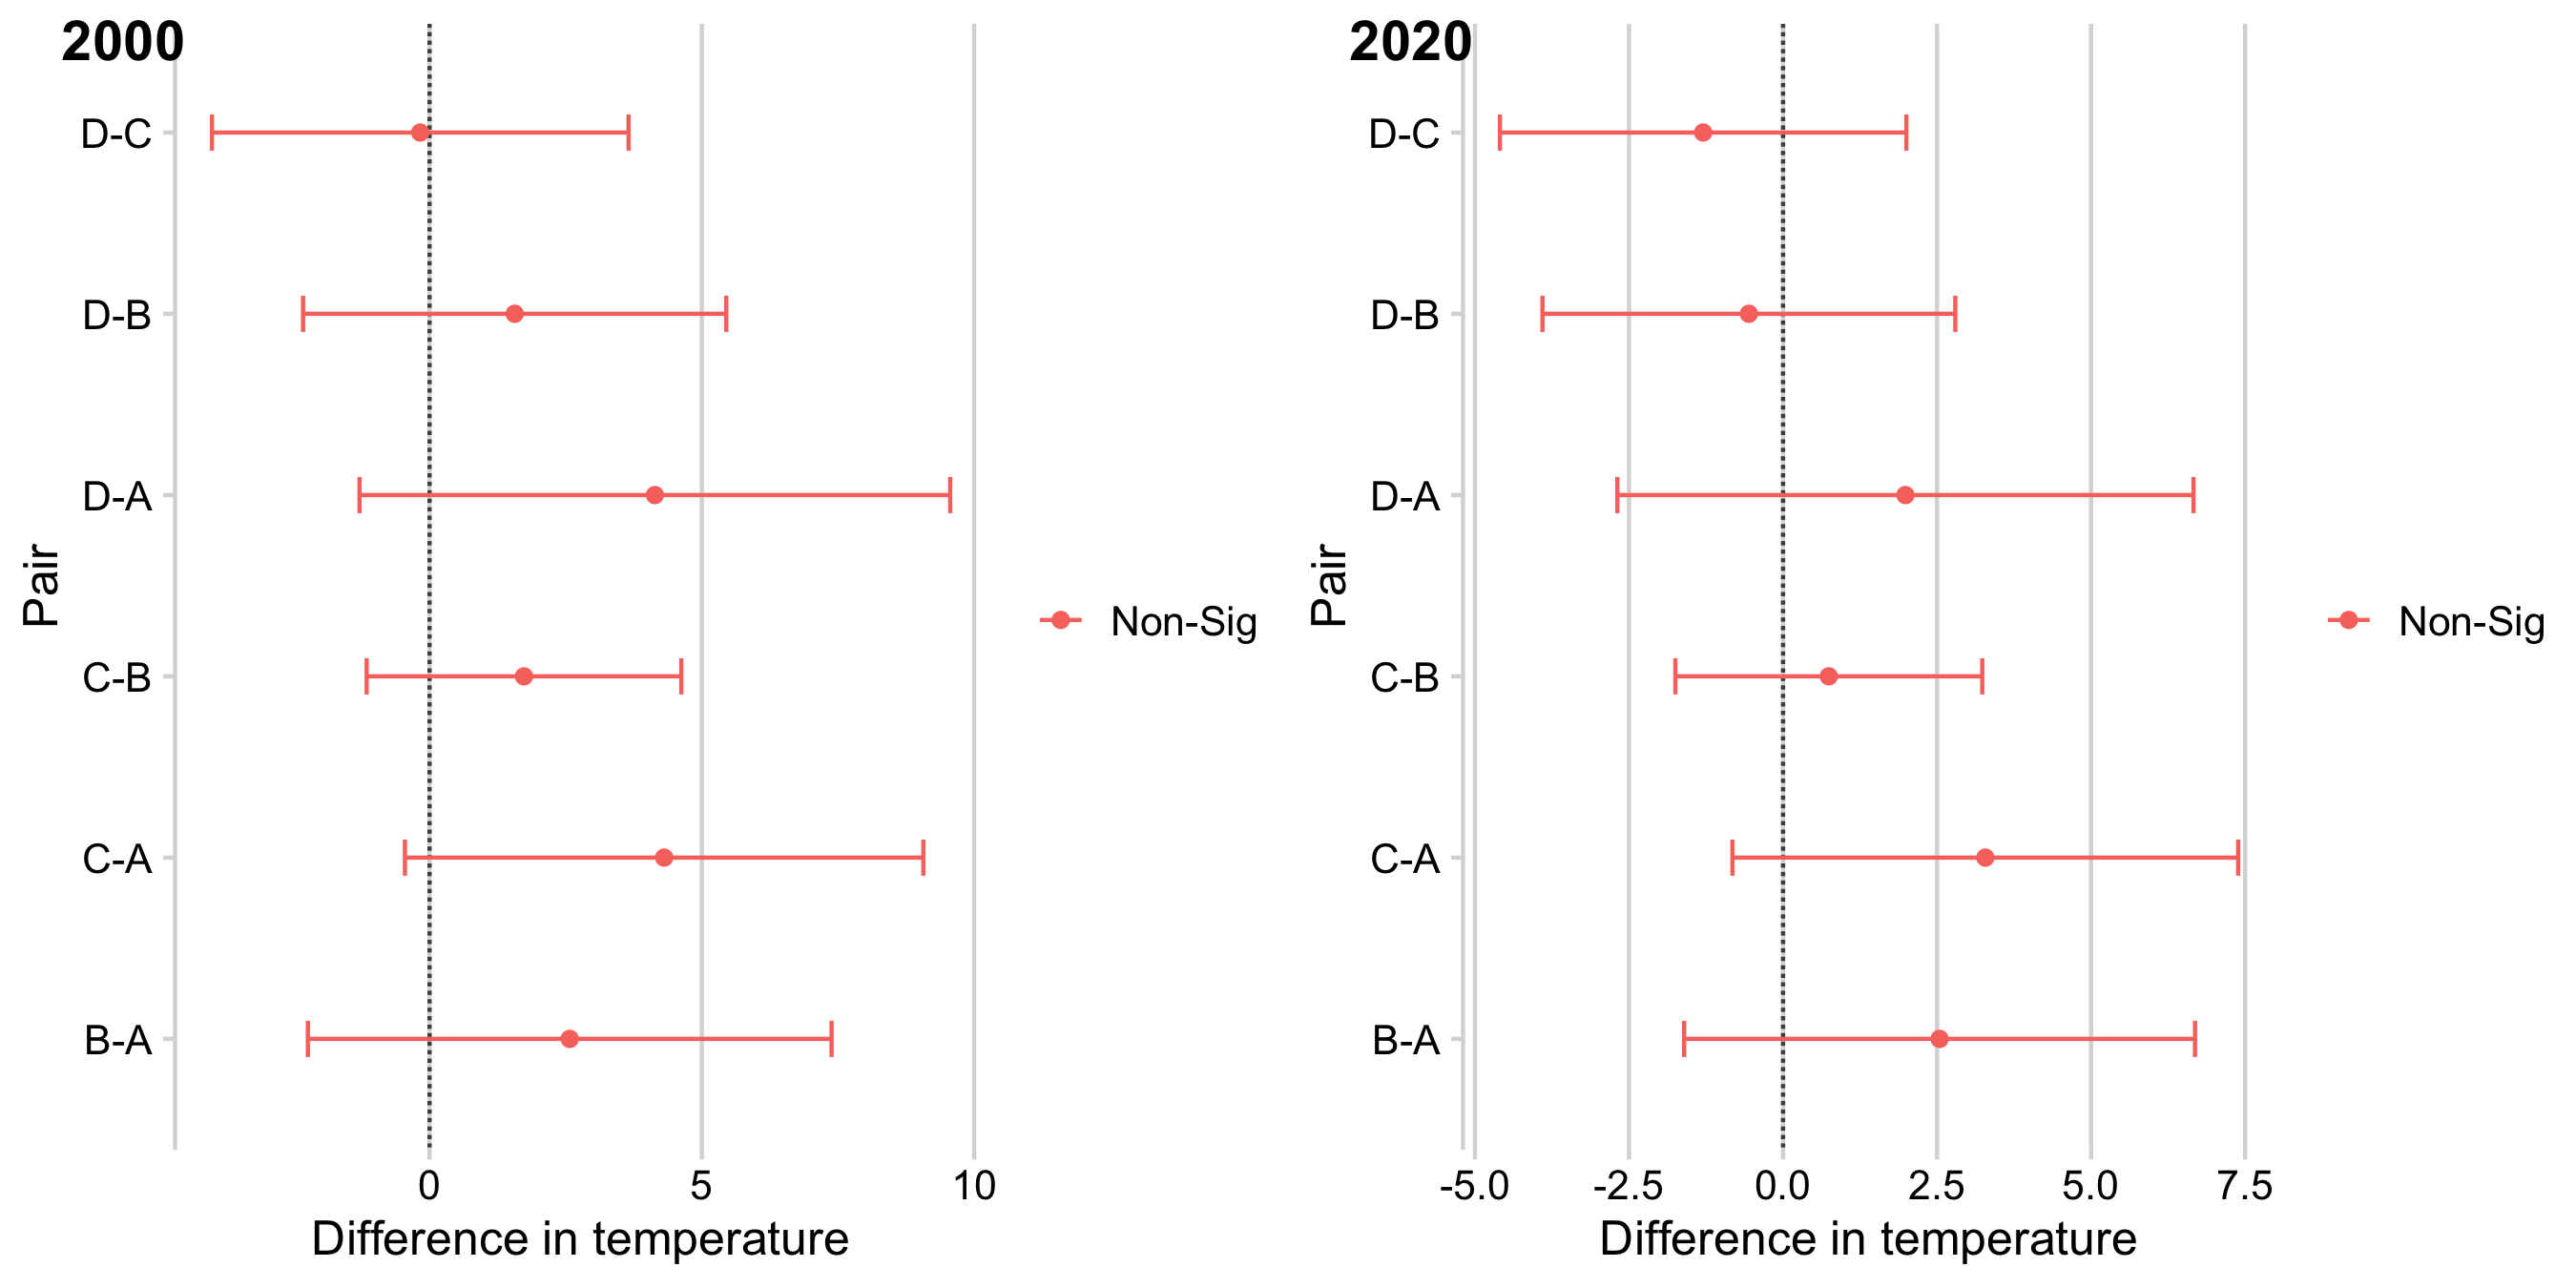 2000
D-C
D-B
D-A
C-B
C-A
B-A
Pair
0 5 10
Difference in temperature
Non-Sig
2020
D-C
D-B
D-A
C-B
C-A
B-A
Pair
-5.0 -2.5 0.0 2.5 5.0 7.5
Difference in temperature
Non-Sig